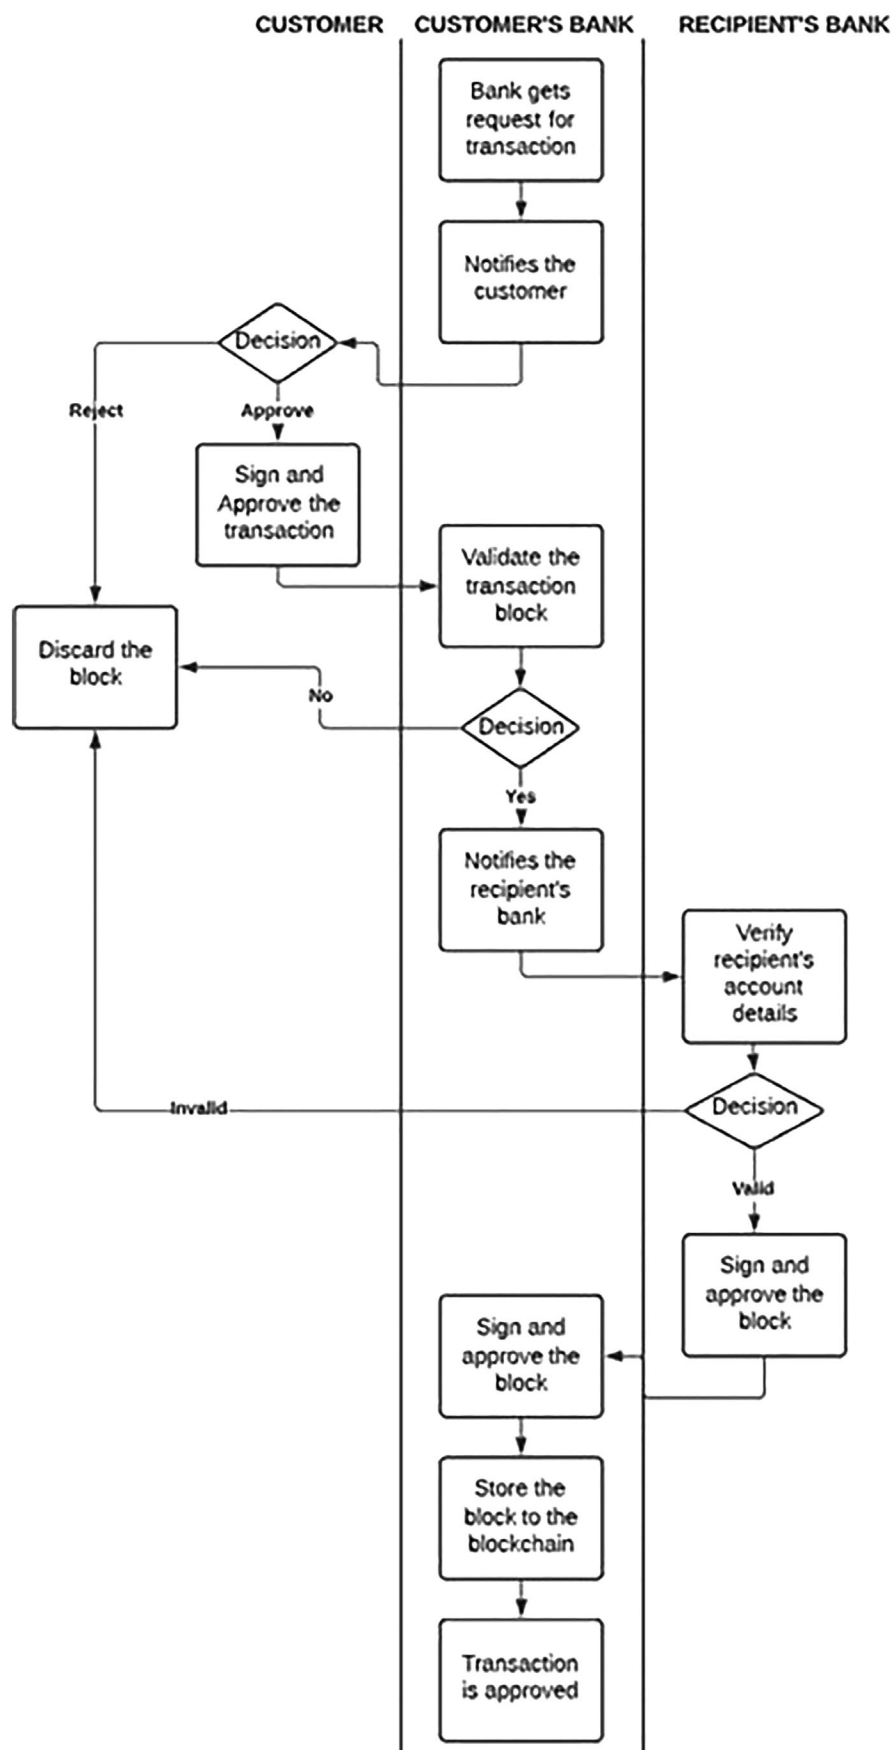 CUSTOMER
CUSTOMER'S BANK
RECIPIENT'S BANK
Bank gets
request for
transaction
Notifies the
customer
Decision
Reject
Approve
Sign and
Approve the
transaction
Validate the
transaction
block
Discard the
block
No
Decision
Yes
Notifies the
recipient's
bank
Verify
recipient's
account
details
Invalid
Decision
Valid
Sign and
approve the
block
Sign and
approve the
block
Store the
block to the
blockchain
Transaction
is approved